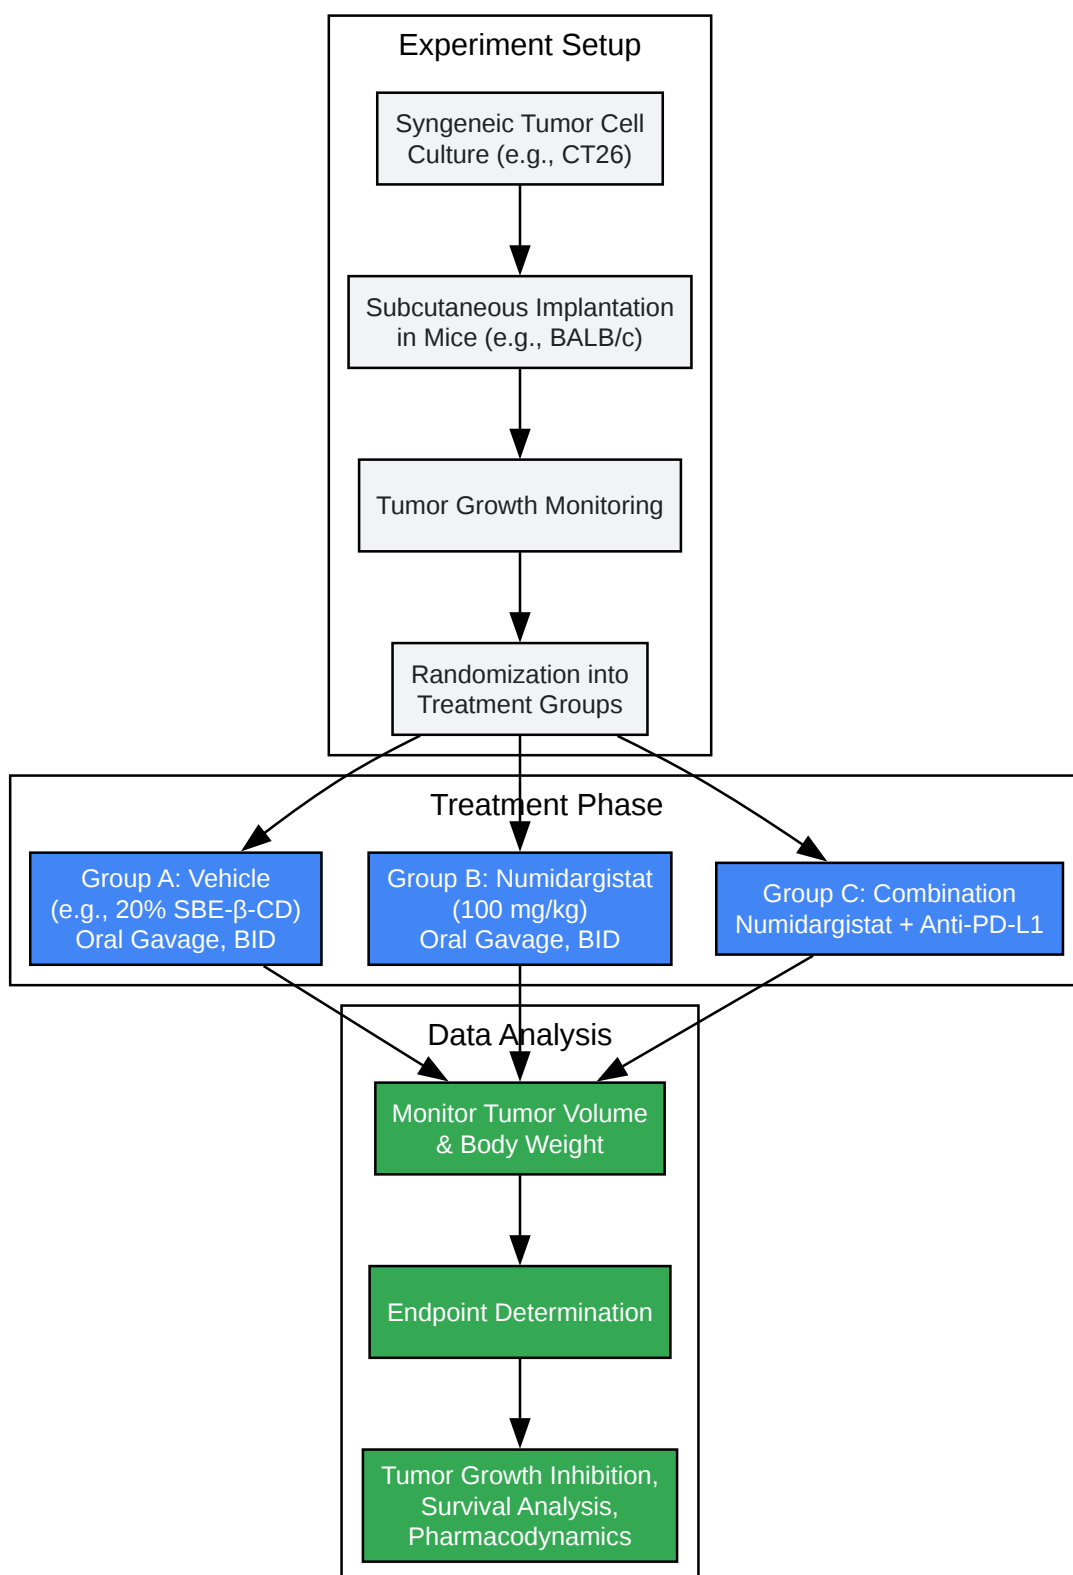 Experiment Setup
Syngeneic Tumor Cell
Culture (e.g., CT26)
Subcutaneous Implantation
in Mice (e.g., BALB/c)
Tumor Growth Monitoring
Randomization into
Treatment Groups
Treatment Phase
Group A: Vehicle
(e.g., 20% SBE-β-CD)
Oral Gavage, BID
Group B: Numidargistat
(100 mg/kg)
Oral Gavage, BID
Group C: Combination
Numidargistat + Anti-PD-L1
Data Analysis
Monitor Tumor Volume
& Body Weight
Endpoint Determination
Tumor Growth Inhibition,
Survival Analysis,
Pharmacodynamics